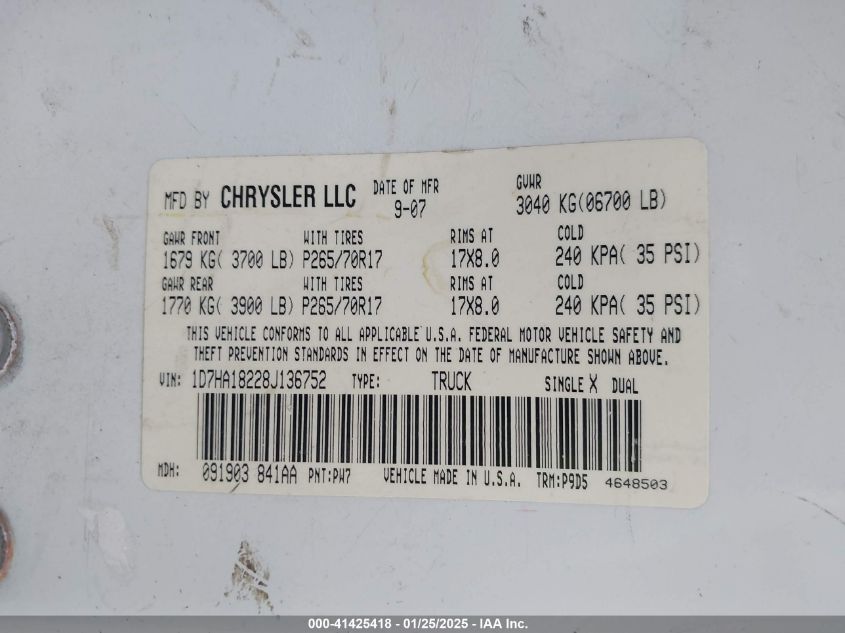 MFD BY CHRYSLER LLC DATE OF MFR GVWR
9-07 3040 KG(06700 LB)
GAWR FRONT WITH TIRES RIMS AT COLD
1679 KG( 3700 LB) P265/70R17 17X8.0 240 KPA( 35 PSI)
GAWR REAR WITH TIRES RIMS AT COLD
1770 KG( 3900 LB) P265/70R17 17X8.0 240 KPA( 35 PSI)
THIS VEHICLE CONFORMS TO ALL APPLICABLE U.S.A. FEDERAL MOTOR VEHICLE SAFETY AND
THEFT PREVENTION STANDARDS IN EFFECT ON THE DATE OF MANUFACTURE SHOWN ABOVE.
VIN: 1D7HA18228J136752 TYPE: TRUCK SINGLE X DUAL
MDH: 091903 841AA PNT:PW7 VEHICLE MADE IN U.S.A. TRM:P9D5 4648503
000-41425418 - 01/25/2025 - IAA Inc.